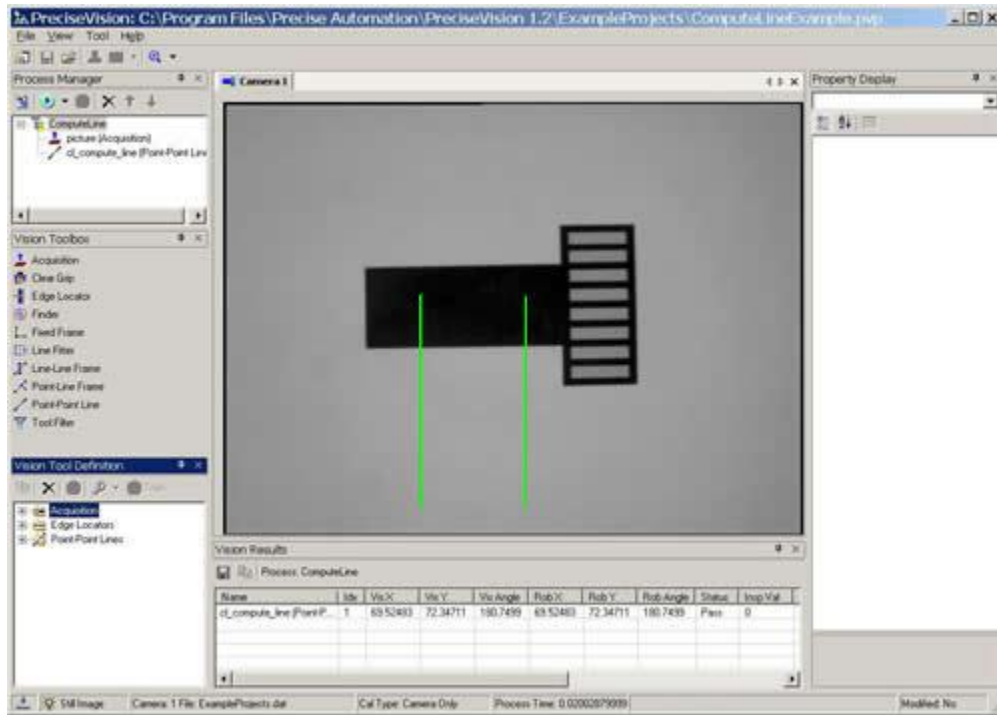 PreciseVision: C:\Program Files\Precise Automation\PreciseVision 1.2\ExampleProjects\ComputeLineExample.pvp
File View Tool Help
Process Manager
ComputeLine
picture (Acquisition)
cl_compute_line (Point-Point Line
Vision Toolbox
Acquisition
Clear Grip
Edge Locator
Finder
Fixed Frame
Line Fitter
Line-Line Frame
Point-Line Frame
Point-Point Line
Tool Filter
Vision Tool Definition
Acquisition
Edge Locators
Point-Point Lines
Camera 1
Property Display
Vision Results
Process: ComputeLine
Name Idx Vis X Vis Y Vis Angle Rob X Rob Y Rob Angle Status Insp Val
cl_compute_line (Point-P... 1 69.52483 72.34711 180.7499 69.52483 72.34711 180.7499 Pass 0
Still Image Camera: 1 File: ExampleProjects.dat Cal Type: Camera Only Process Time: Modified: No